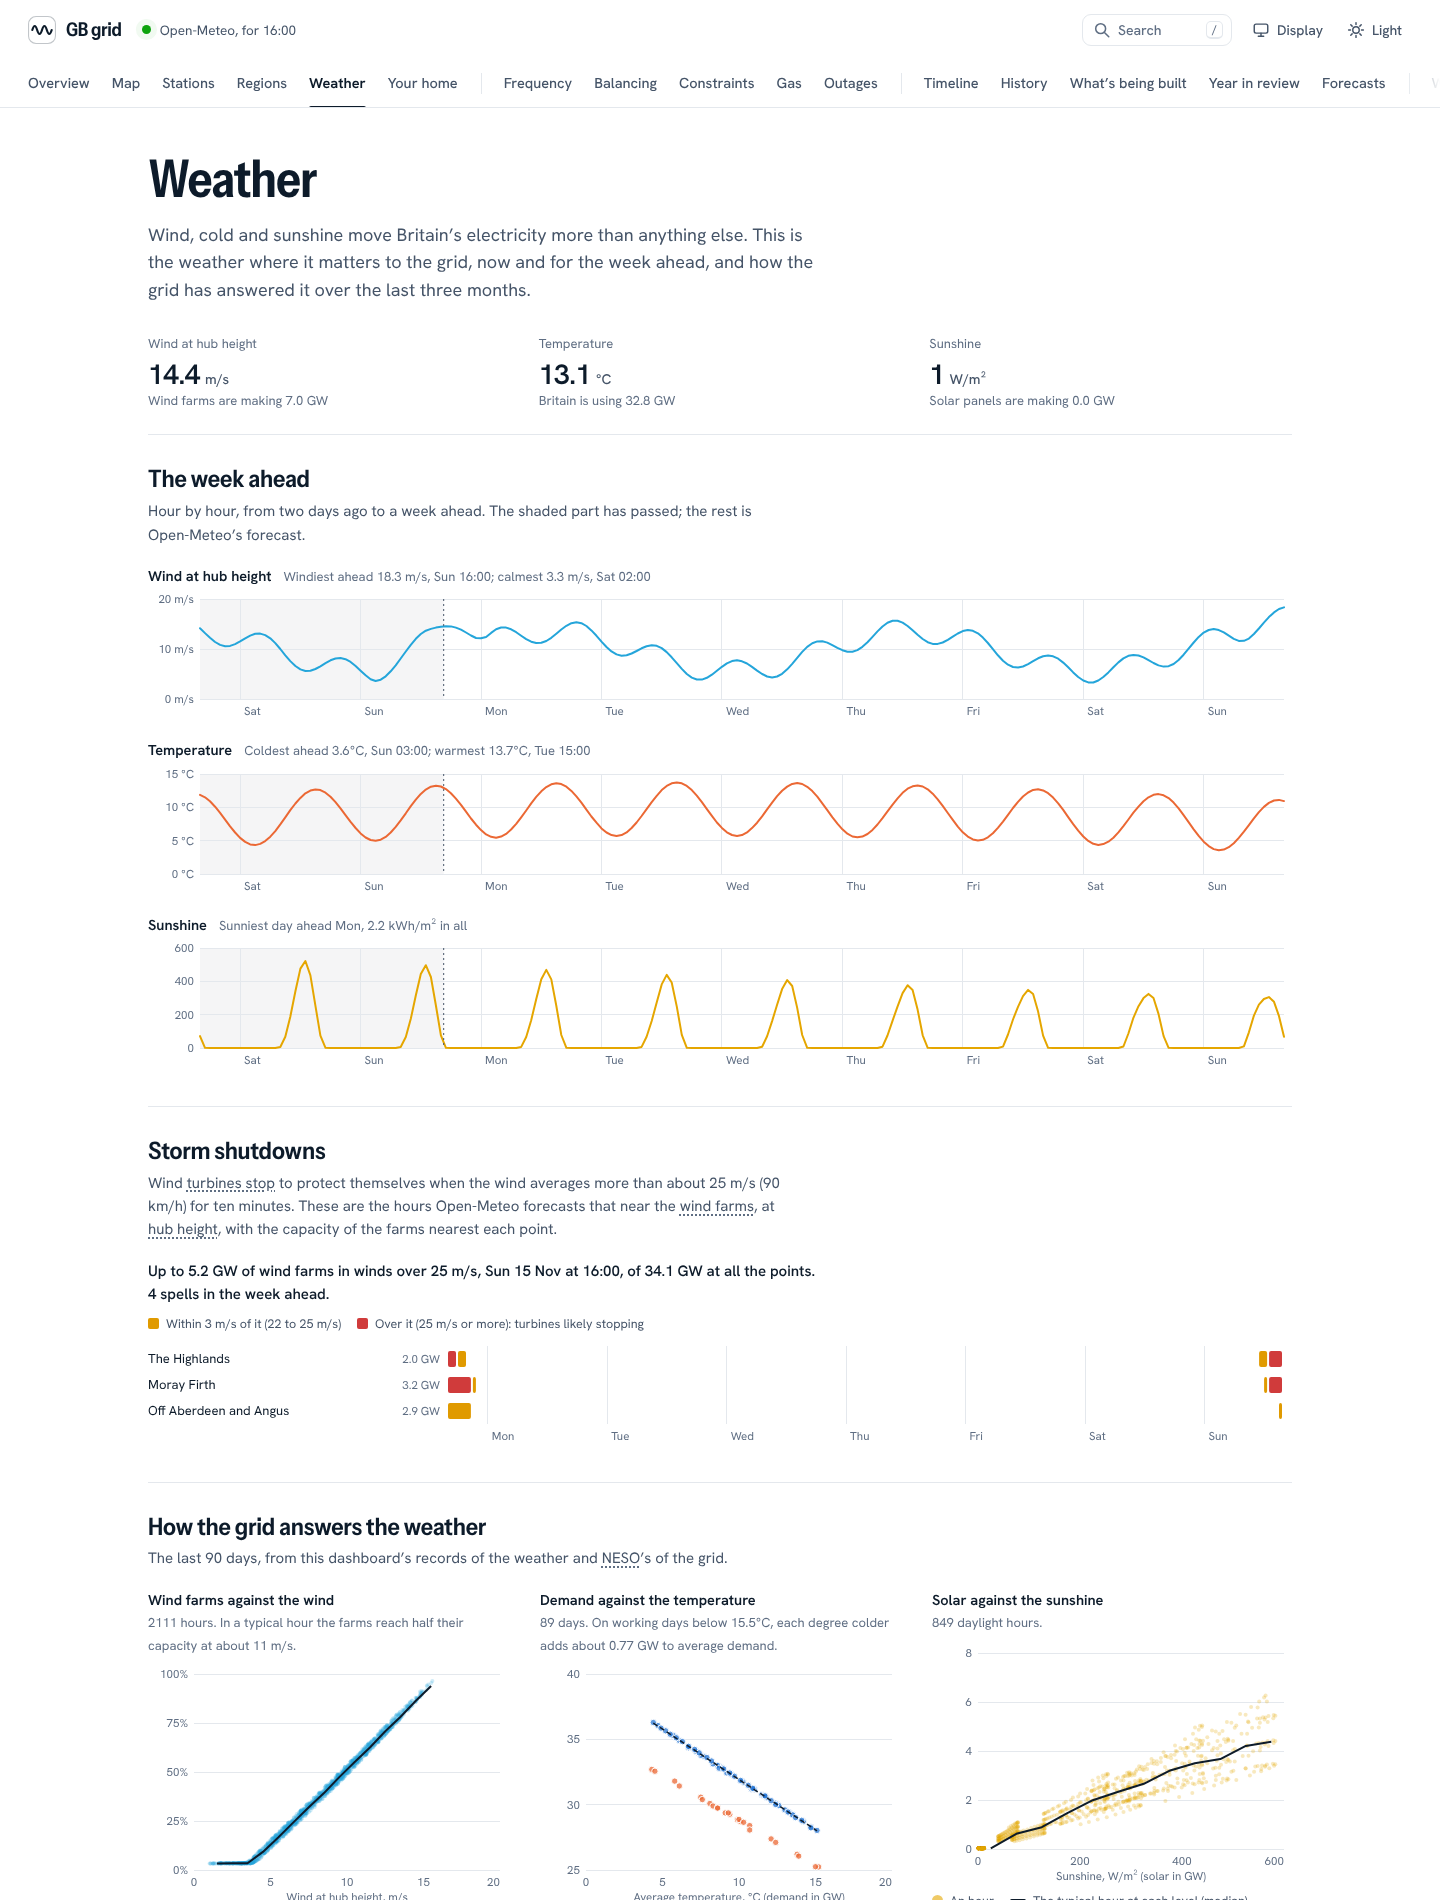 GB grid
Open-Meteo, for 16:00
Search /
Display
Light
Overview Map Stations Regions Weather Your home Frequency Balancing Constraints Gas Outages Timeline History What’s being built Year in review Forecasts
Weather
Wind, cold and sunshine move Britain’s electricity more than anything else. This is
the weather where it matters to the grid, now and for the week ahead, and how the
grid has answered it over the last three months.
Wind at hub height
14.4 m/s
Wind farms are making 7.0 GW
Temperature
13.1 °C
Britain is using 32.8 GW
Sunshine
1 W/m²
Solar panels are making 0.0 GW
The week ahead
Hour by hour, from two days ago to a week ahead. The shaded part has passed; the rest is
Open-Meteo’s forecast.
Wind at hub height Windiest ahead 18.3 m/s, Sun 16:00; calmest 3.3 m/s, Sat 02:00
20 m/s
10 m/s
0 m/s
Sat Sun Mon Tue Wed Thu Fri Sat Sun
Temperature Coldest ahead 3.6°C, Sun 03:00; warmest 13.7°C, Tue 15:00
15 °C
10 °C
5 °C
0 °C
Sat Sun Mon Tue Wed Thu Fri Sat Sun
Sunshine Sunniest day ahead Mon, 2.2 kWh/m² in all
600
400
200
0
Sat Sun Mon Tue Wed Thu Fri Sat Sun
Storm shutdowns
Wind turbines stop to protect themselves when the wind averages more than about 25 m/s (90
km/h) for ten minutes. These are the hours Open-Meteo forecasts that near the wind farms, at
hub height, with the capacity of the farms nearest each point.
Up to 5.2 GW of wind farms in winds over 25 m/s, Sun 15 Nov at 16:00, of 34.1 GW at all the points.
4 spells in the week ahead.
Within 3 m/s of it (22 to 25 m/s) Over it (25 m/s or more): turbines likely stopping
The Highlands 2.0 GW
Moray Firth 3.2 GW
Off Aberdeen and Angus 2.9 GW
Mon Tue Wed Thu Fri Sat Sun
How the grid answers the weather
The last 90 days, from this dashboard’s records of the weather and NESO’s of the grid.
Wind farms against the wind
2111 hours. In a typical hour the farms reach half their
capacity at about 11 m/s.
100%
75%
50%
25%
0%
0 5 10 15 20
Wind at hub height, m/s
Demand against the temperature
89 days. On working days below 15.5°C, each degree colder
adds about 0.77 GW to average demand.
40
35
30
25
0 5 10 15 20
Average temperature, °C (demand in GW)
Solar against the sunshine
849 daylight hours.
8
6
4
2
0
0 200 400 600
Sunshine, W/m² (solar in GW)
An hour The typical hour at each level (median)